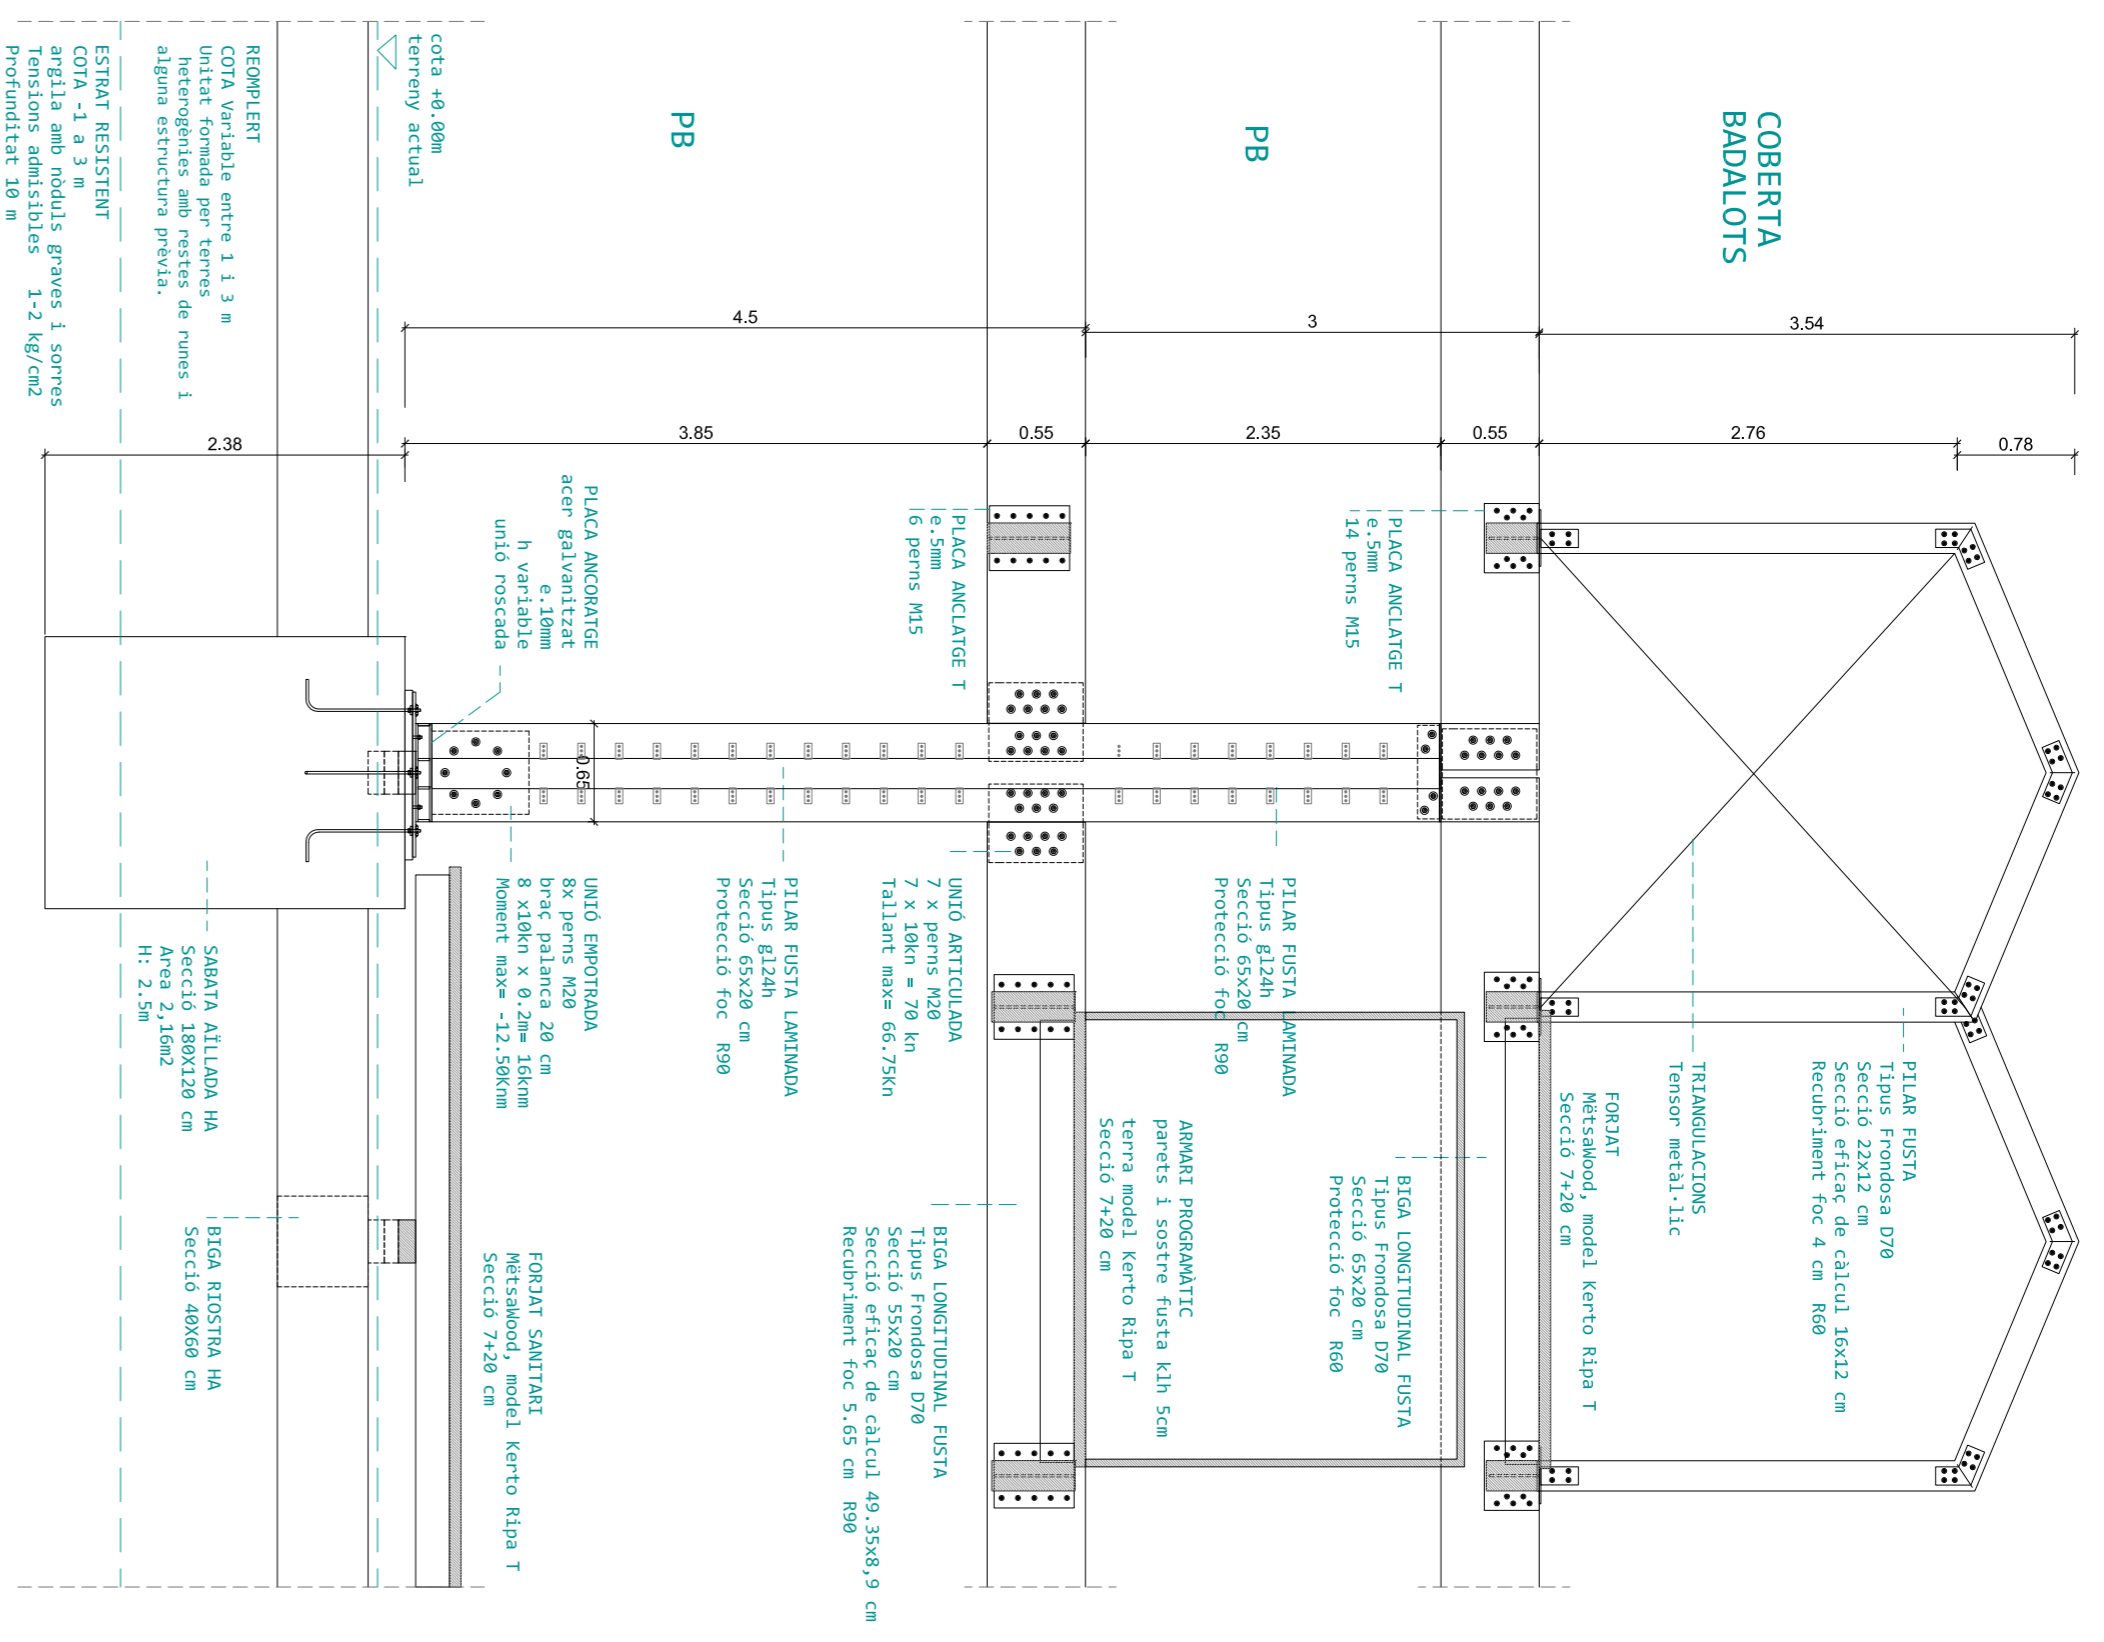 COBERTA
BADALOTS
PB
PB
cota +0.00m
terreny actual
REOMPLERT
COTA Variable entre 1 i 3 m
Unitat formada per terres
heterogènies amb restes de runes i
alguna estructura prèvia.
ESTRAT RESISTENT
COTA -1 a 3 m
argila amb nòduls graves i sorres
Tensions admisibles 1-2 kg/cm2
Profunditat 10 m
3.54
3
4.5
0.78
2.76
0.55
2.35
0.55
3.85
2.38
0.65
PLACA ANCLATGE T
e.5mm
14 perns M15
PLACA ANCLATGE T
e.5mm
6 perns M15
PLACA ANCORATGE
acer galvanitzat
e.10mm
h variable
unió roscada
PILAR FUSTA
Tipus Frondosa D70
Secció 22x12 cm
Secció eficaç de càlcul 16x12 cm
Recubriment foc 4 cm R60
TRIANGULACIONS
Tensor metàl·lic
FORJAT
MëtsaWood, model Kerto Ripa T
Secció 7+20 cm
BIGA LONGITUDINAL FUSTA
Tipus Frondosa D70
Secció 65x20 cm
Protecció foc R60
PILAR FUSTA LAMINADA
Tipus gl24h
Secció 65x20 cm
Protecció foc R90
ARMARI PROGRAMÀTIC
parets i sostre fusta klh 5cm
terra model Kerto Ripa T
Secció 7+20 cm
UNIÓ ARTICULADA
7 x perns M20
7 x 10kn = 70 kn
Tallant max= 66.75Kn
BIGA LONGITUDINAL FUSTA
Tipus Frondosa D70
Secció 55x20 cm
Secció eficaç de càlcul 49.35x8,9 cm
Recubriment foc 5.65 cm R90
PILAR FUSTA LAMINADA
Tipus gl24h
Secció 65x20 cm
Protecció foc R90
UNIÓ EMPOTRADA
8x perns M20
braç palanca 20 cm
8 x10kn x 0.2m= 16knm
Moment max= -12.50Knm
FORJAT SANITARI
MëtsaWood, model Kerto Ripa T
Secció 7+20 cm
SABATA AÏLLADA HA
Secció 180X120 cm
Area 2,16m2
H: 2.5m
BIGA RIOSTRA HA
Secció 40X60 cm